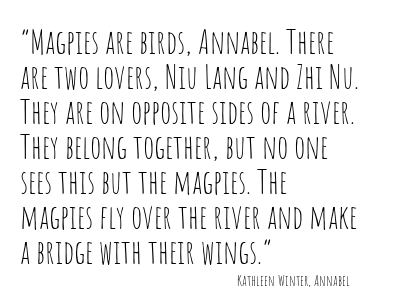 "Magpies are birds, Annabel. There
are two lovers, Niu Lang and Zhi Nu.
They are on opposite sides of a river.
They belong together, but no one
sees this but the magpies. The
magpies fly over the river and make
a bridge with their wings."
Kathleen Winter, Annabel